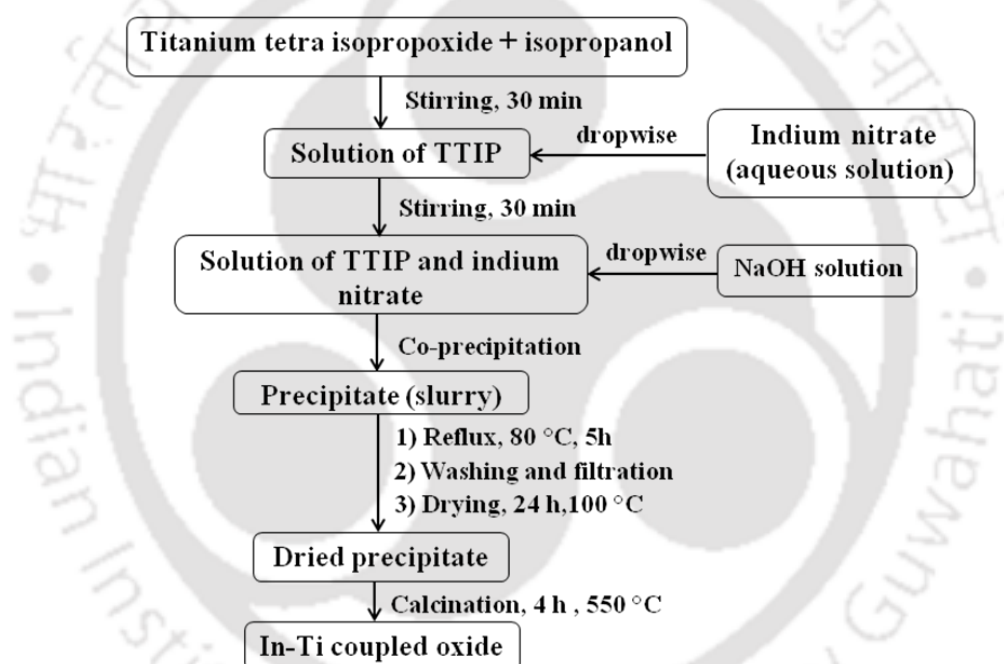 Titanium tetra isopropoxide + isopropanol
Stirring, 30 min
Solution of TTIP
dropwise
Indium nitrate
(aqueous solution)
Stirring, 30 min
Solution of TTIP and indium
nitrate
dropwise
NaOH solution
Co-precipitation
Precipitate (slurry)
1) Reflux, 80 °C, 5h
2) Washing and filtration
3) Drying, 24 h,100 °C
Dried precipitate
Calcination, 4 h , 550 °C
In-Ti coupled oxide
Indian
Guwahati